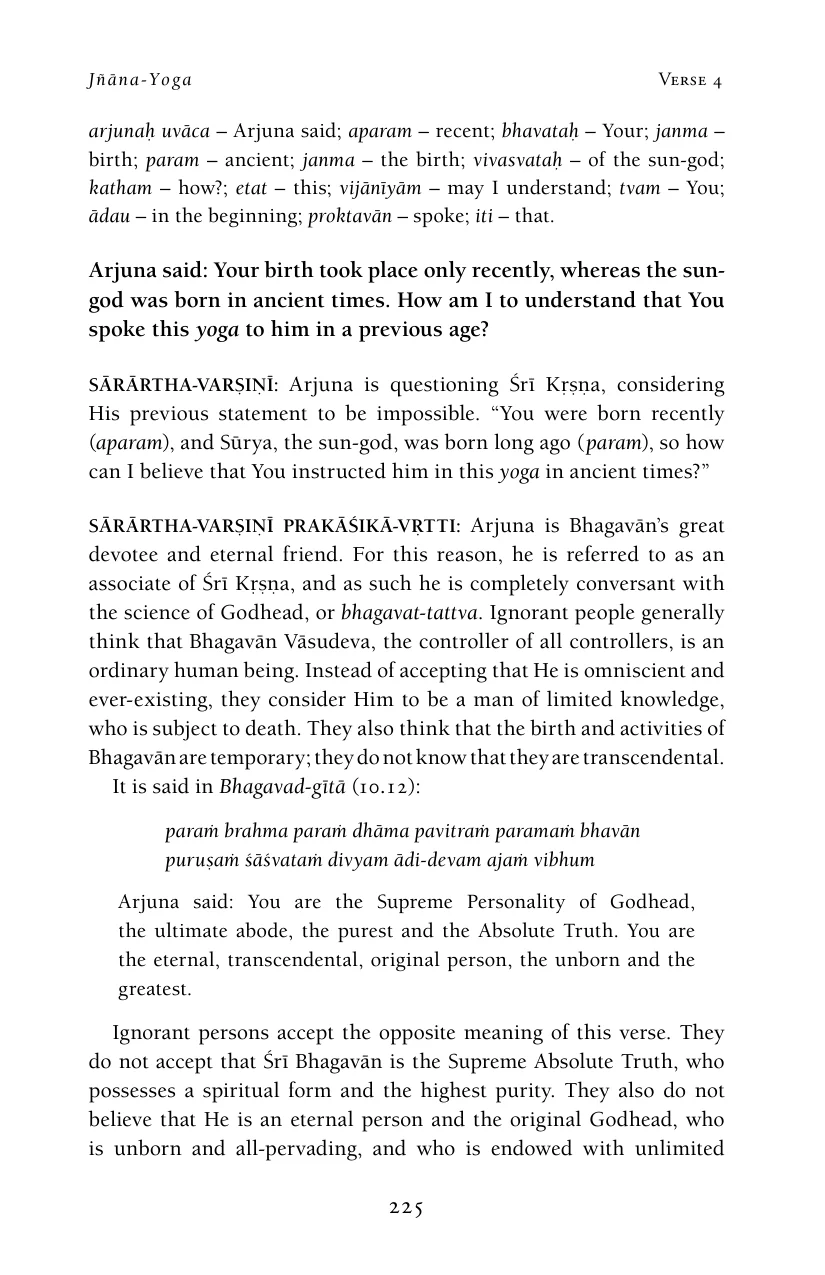 Jñāna-Yoga Verse 4
arjunaḥ uvāca – Arjuna said; aparam – recent; bhavataḥ – Your; janma –
birth; param – ancient; janma – the birth; vivasvataḥ – of the sun-god;
katham – how?; etat – this; vijānīyām – may I understand; tvam – You;
ādau – in the beginning; proktavān – spoke; iti – that.
Arjuna said: Your birth took place only recently, whereas the sun-
god was born in ancient times. How am I to understand that You
spoke this yoga to him in a previous age?
SĀRĀRTHA-VARṢIṆĪ: Arjuna is questioning Śrī Kṛṣṇa, considering
His previous statement to be impossible. “You were born recently
(aparam), and Sūrya, the sun-god, was born long ago (param), so how
can I believe that You instructed him in this yoga in ancient times?”
SĀRĀRTHA-VARṢIṆĪ PRAKĀŚIKĀ-VṚTTI: Arjuna is Bhagavān’s great
devotee and eternal friend. For this reason, he is referred to as an
associate of Śrī Kṛṣṇa, and as such he is completely conversant with
the science of Godhead, or bhagavat-tattva. Ignorant people generally
think that Bhagavān Vāsudeva, the controller of all controllers, is an
ordinary human being. Instead of accepting that He is omniscient and
ever-existing, they consider Him to be a man of limited knowledge,
who is subject to death. They also think that the birth and activities of
Bhagavān are temporary; they do not know that they are transcendental.
It is said in Bhagavad-gītā (10.12):
paraṁ brahma paraṁ dhāma pavitraṁ paramaṁ bhavān
puruṣaṁ śāśvataṁ divyam ādi-devam ajaṁ vibhum
Arjuna said: You are the Supreme Personality of Godhead,
the ultimate abode, the purest and the Absolute Truth. You are
the eternal, transcendental, original person, the unborn and the
greatest.
Ignorant persons accept the opposite meaning of this verse. They
do not accept that Śrī Bhagavān is the Supreme Absolute Truth, who
possesses a spiritual form and the highest purity. They also do not
believe that He is an eternal person and the original Godhead, who
is unborn and all-pervading, and who is endowed with unlimited
225